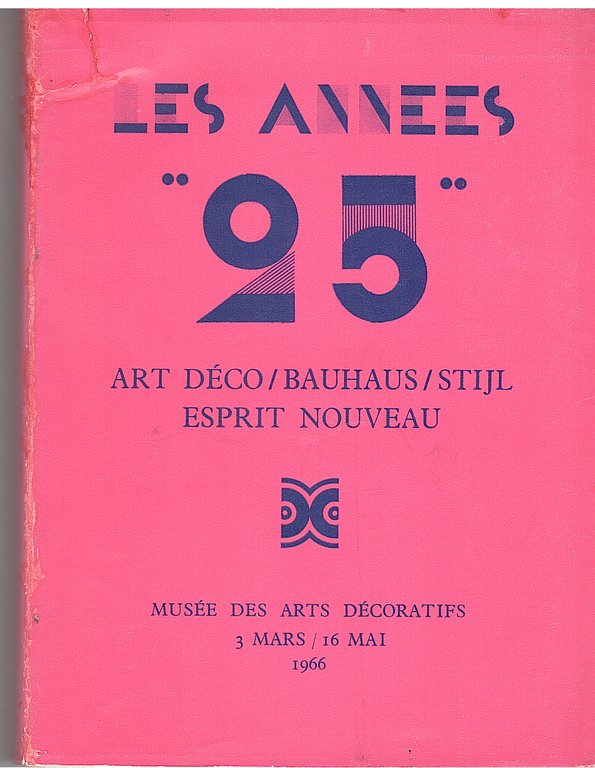 LES ANNEES
"25"
ART DÉCO/BAUHAUS/STIJL
ESPRIT NOUVEAU
MUSÉE DES ARTS DÉCORATIFS
3 MARS / 16 MAI
1966